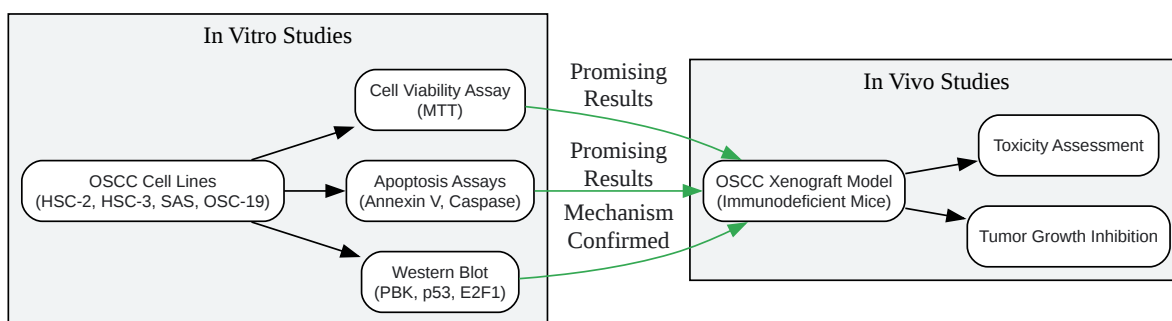 In Vitro Studies
OSCC Cell Lines
(HSC-2, HSC-3, SAS, OSC-19)
Cell Viability Assay
(MTT)
Apoptosis Assays
(Annexin V, Caspase)
Western Blot
(PBK, p53, E2F1)
Promising
Results
Promising
Results
Mechanism
Confirmed
In Vivo Studies
OSCC Xenograft Model
(Immunodeficient Mice)
Toxicity Assessment
Tumor Growth Inhibition